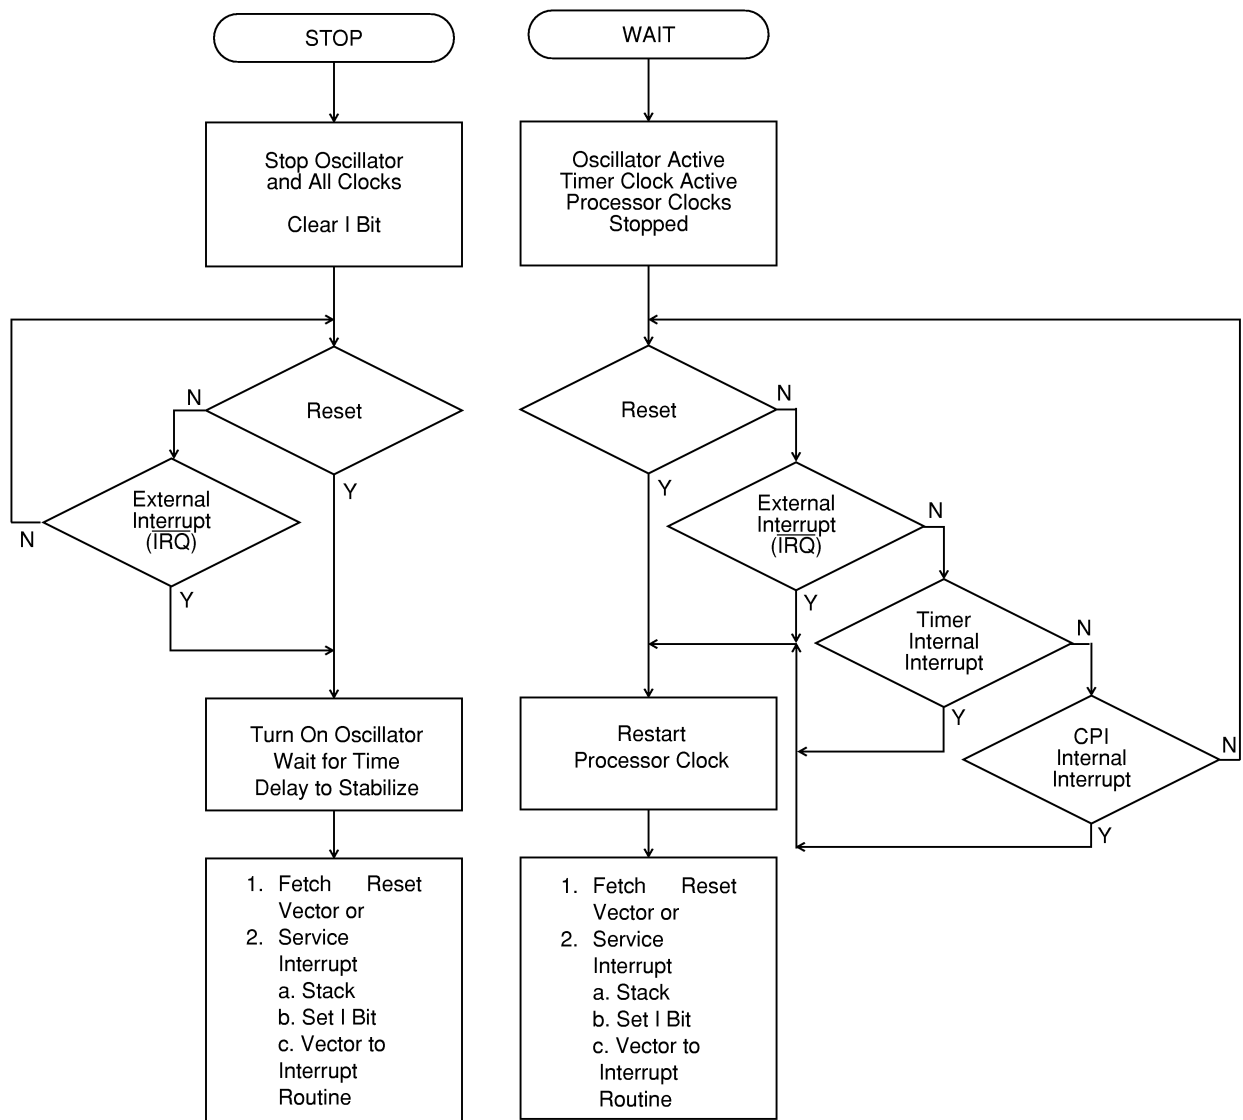 STOP
Stop Oscillator
and All Clocks
Clear I Bit
Reset
N
Y
External
Interrupt
(IRQ)
N
Y
Turn On Oscillator
Wait for Time
Delay to Stabilize
1. Fetch Reset
Vector or
2. Service
Interrupt
a. Stack
b. Set I Bit
c. Vector to
Interrupt
Routine
WAIT
Oscillator Active
Timer Clock Active
Processor Clocks
Stopped
Reset
N
Y
External
Interrupt
(IRQ)
N
Y
Timer
Internal
Interrupt
N
Y
CPI
Internal
Interrupt
N
Y
Restart
Processor Clock
1. Fetch Reset
Vector or
2. Service
Interrupt
a. Stack
b. Set I Bit
c. Vector to
Interrupt
Routine